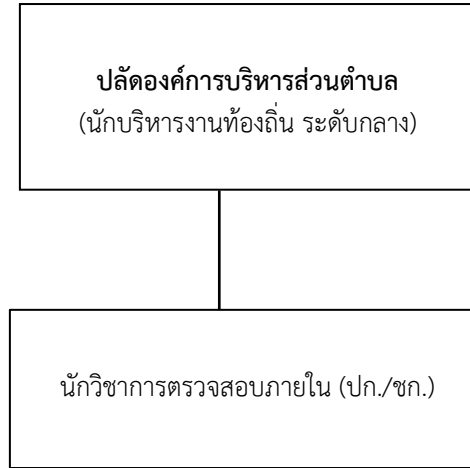 ปลัดองค์การบริหารส่วนตำบล
(นักบริหารงานท้องถิ่น ระดับกลาง)
นักวิชาการตรวจสอบภายใน (ปก./ชก.)